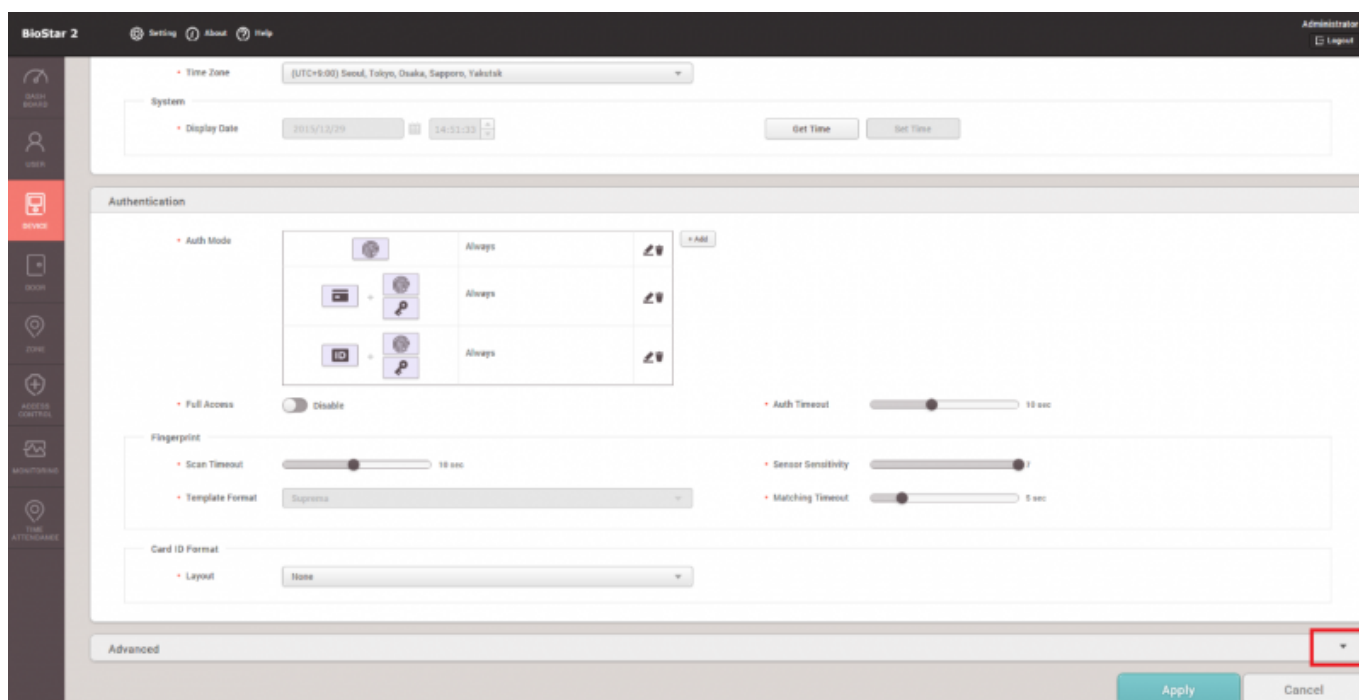 BioStar 2
Setting
About
Help
Administrator
Logout
DASH
BOARD
USER
DEVICE
DOOR
ZONE
ACCESS
CONTROL
MONITORING
TIME
ATTENDANCE
Time Zone
(UTC+9:00) Seoul, Tokyo, Osaka, Sapporo, Yakutsk
System
Display Date
2015/12/29
14:51:33
Get Time
Set Time
Authentication
Auth Mode
Always
+ Add
+
Always
ID
+
Always
Full Access
Disable
Auth Timeout
10 sec
Fingerprint
Scan Timeout
10 sec
Sensor Sensitivity
7
Template Format
Suprema
Matching Timeout
5 sec
Card ID Format
Layout
None
Advanced
Apply
Cancel